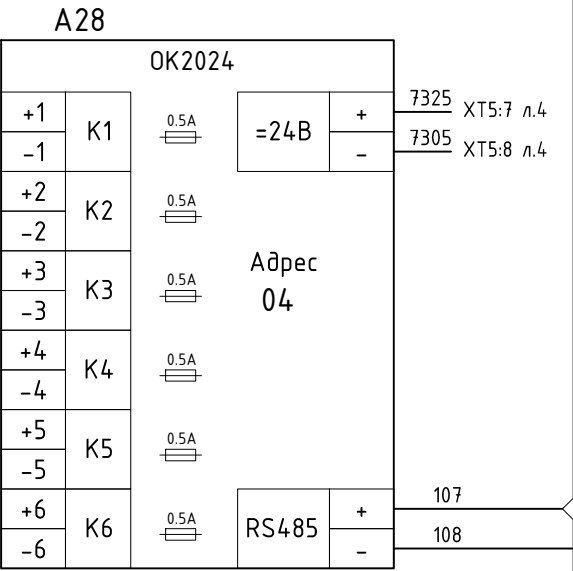 A28
OK2024
+1 K1 0.5A =24В + 7325 XT5:7 л.4
-1 - 7305 XT5:8 л.4
+2 K2 0.5A
-2
+3 K3 0.5A Адрес
-3 04
+4 K4 0.5A
-4
+5 K5 0.5A
-5
+6 K6 0.5A RS485 + 107
-6 - 108